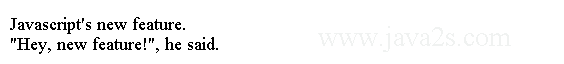 Javascript's new feature.
"Hey, new feature!", he said.
www.java2s.com